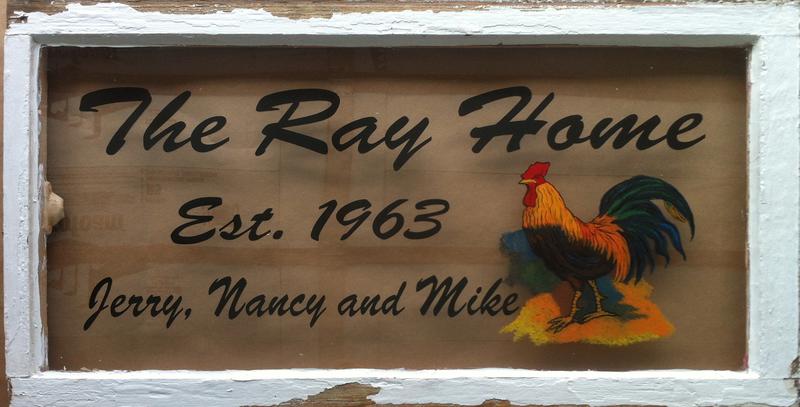 The Ray Home
Est. 1963
Jerry, Nancy and Mike